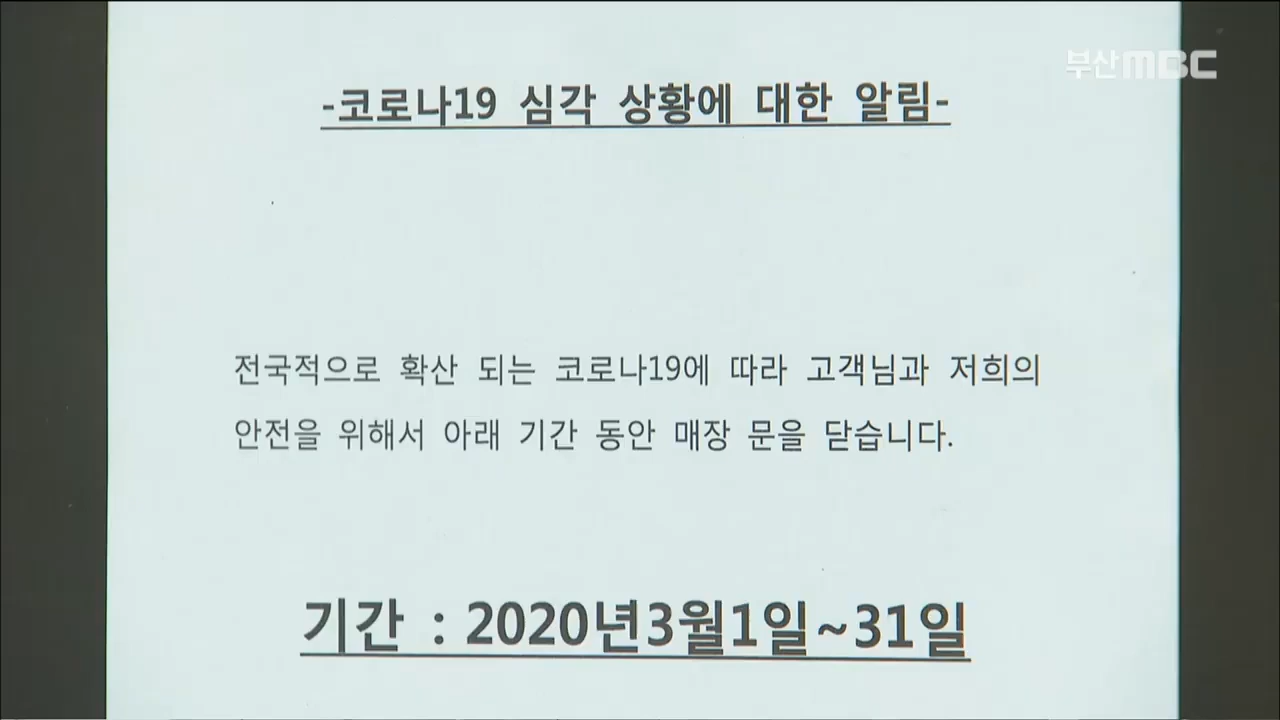 부산MBC
-코로나19 심각 상황에 대한 알림-
전국적으로 확산 되는 코로나19에 따라 고객님과 저희의
안전을 위해서 아래 기간 동안 매장 문을 닫습니다.
기간 : 2020년3월1일~31일